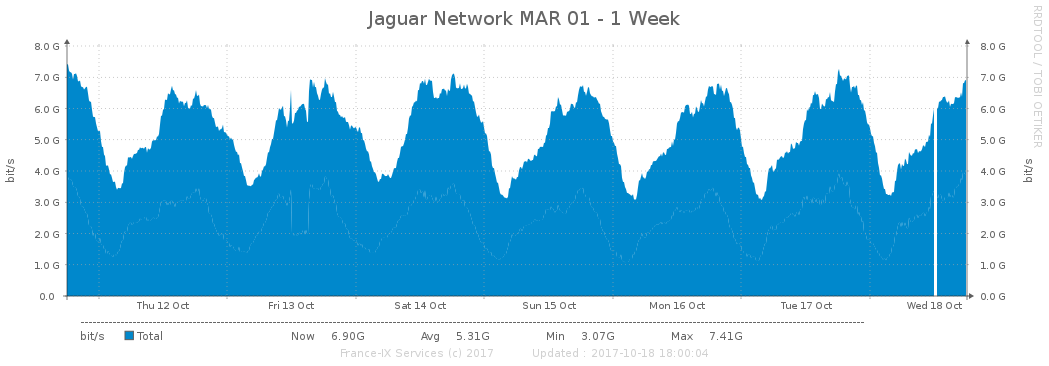 Jaguar Network MAR 01 - 1 Week
RRDTOOL / TOBI OETIKER
8.0 G 8.0 G
7.0 G 7.0 G
6.0 G 6.0 G
5.0 G 5.0 G
4.0 G 4.0 G
3.0 G 3.0 G
2.0 G 2.0 G
1.0 G 1.0 G
0.0 0.0 G
bit/s bit/s
Thu 12 Oct Fri 13 Oct Sat 14 Oct Sun 15 Oct Mon 16 Oct Tue 17 Oct Wed 18 Oct
bit/s Total Now 6.90G Avg 5.31G Min 3.07G Max 7.41G
France-IX Services (c) 2017 Updated : 2017-10-18 18:00:04